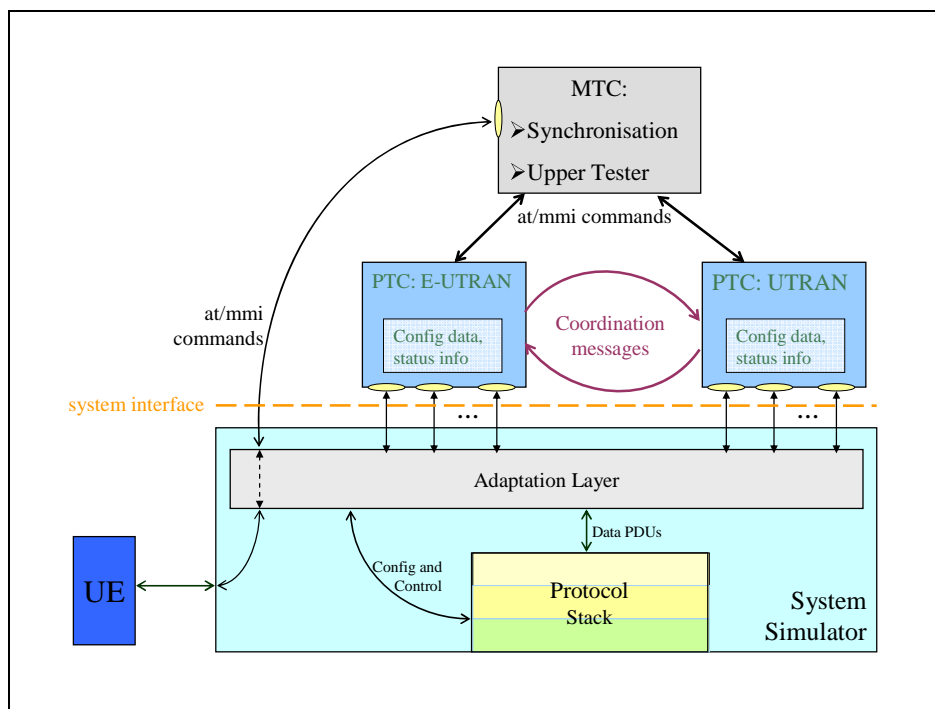 MTC:
➢Synchronisation
➢Upper Tester
at/mmi commands
PTC: E-UTRAN
PTC: UTRAN
Config data,
status info
Coordination
messages
Config data,
status info
at/mmi
commands
system interface
...
...
Adaptation Layer
Data PDUs
Config and
Control
UE
Protocol
Stack
System
Simulator